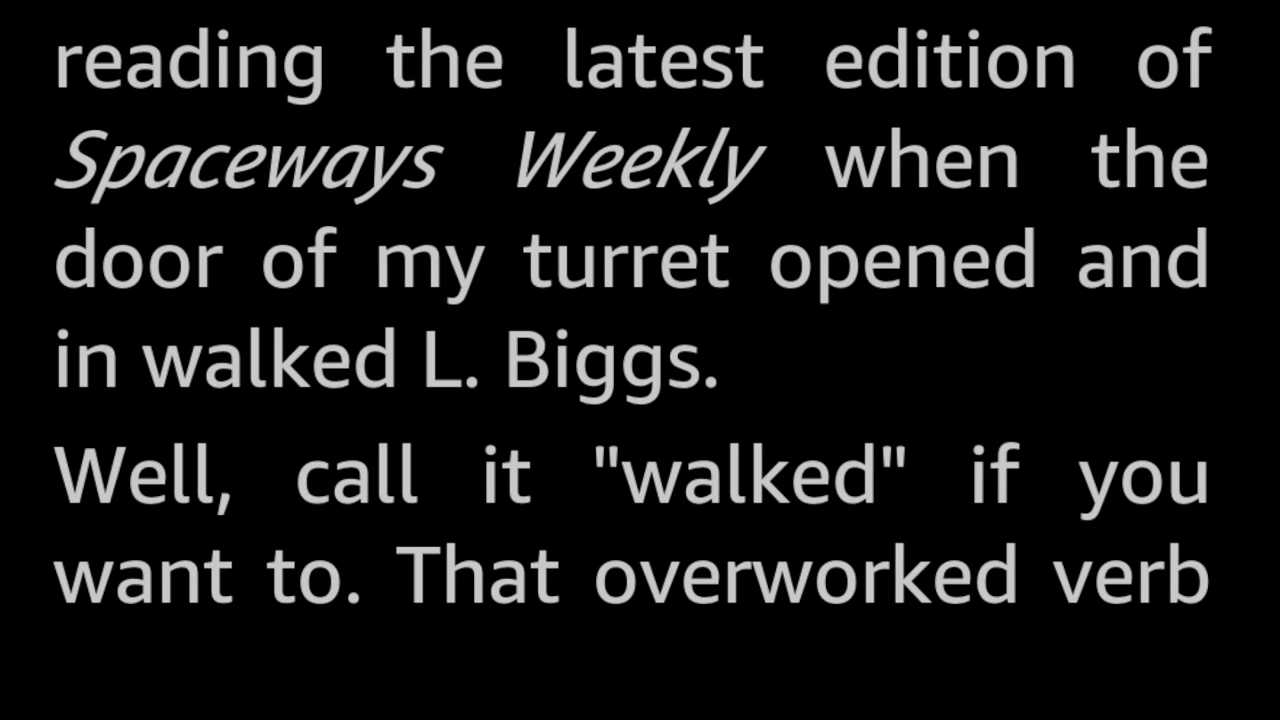 reading the latest edition of
Spaceways Weekly when the
door of my turret opened and
in walked L. Biggs.
Well, call it "walked" if you
want to. That overworked verb